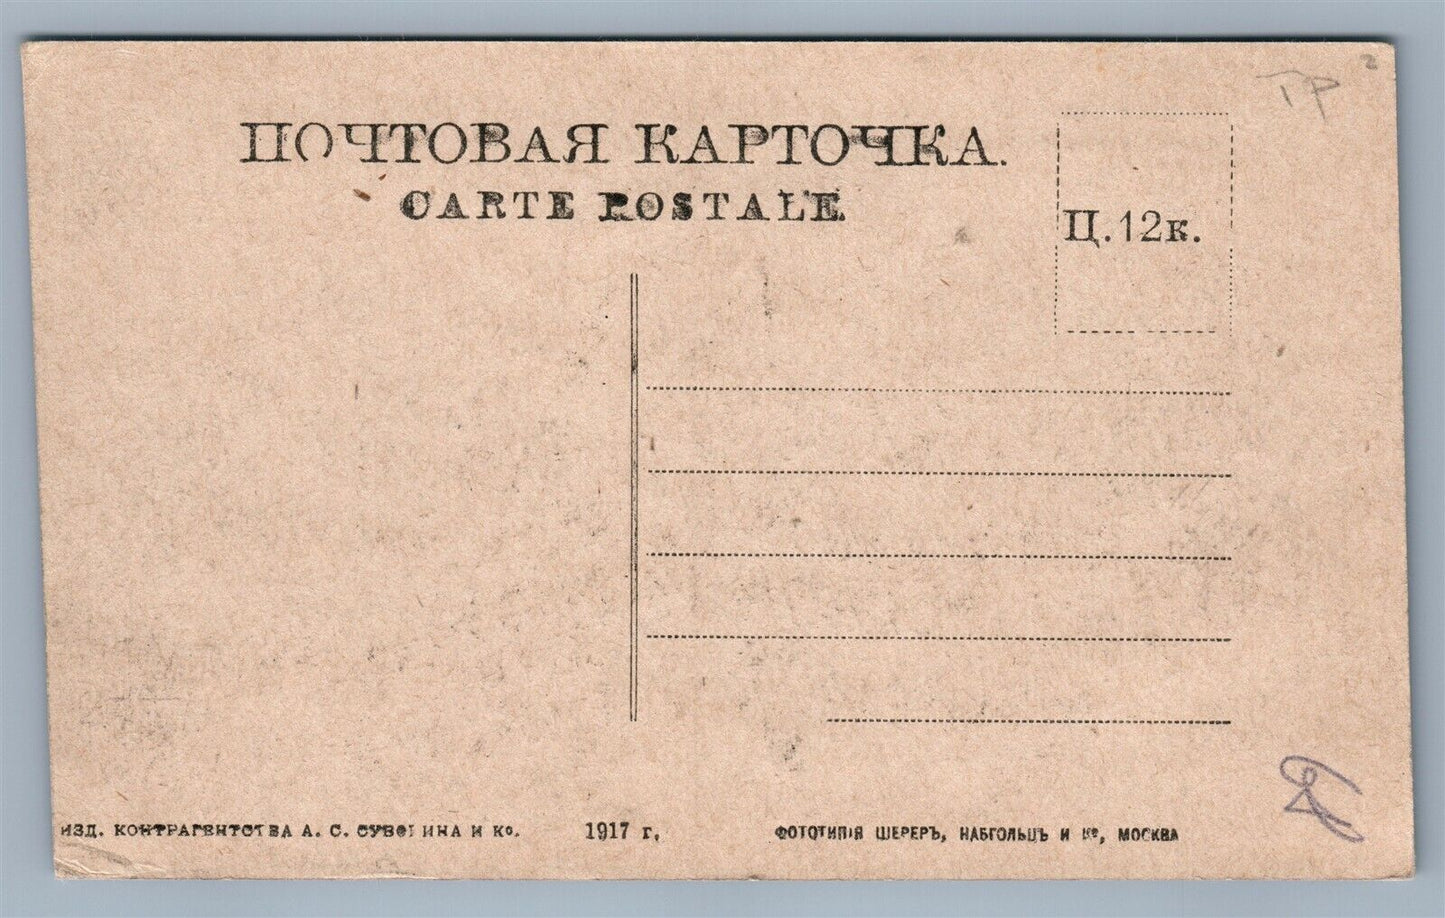 ПОЧТОВАЯ КАРТОЧКА.
CARTE POSTALE.
Ц.12к.
ИЗД. КОНТРАГЕНТСТВА А. С. СУВОРИНА И Ко. 1917 г. ФОТОТИПІЯ ШЕРЕРЪ, НАБГОЛЬЦЪ И Ко, МОСКВА